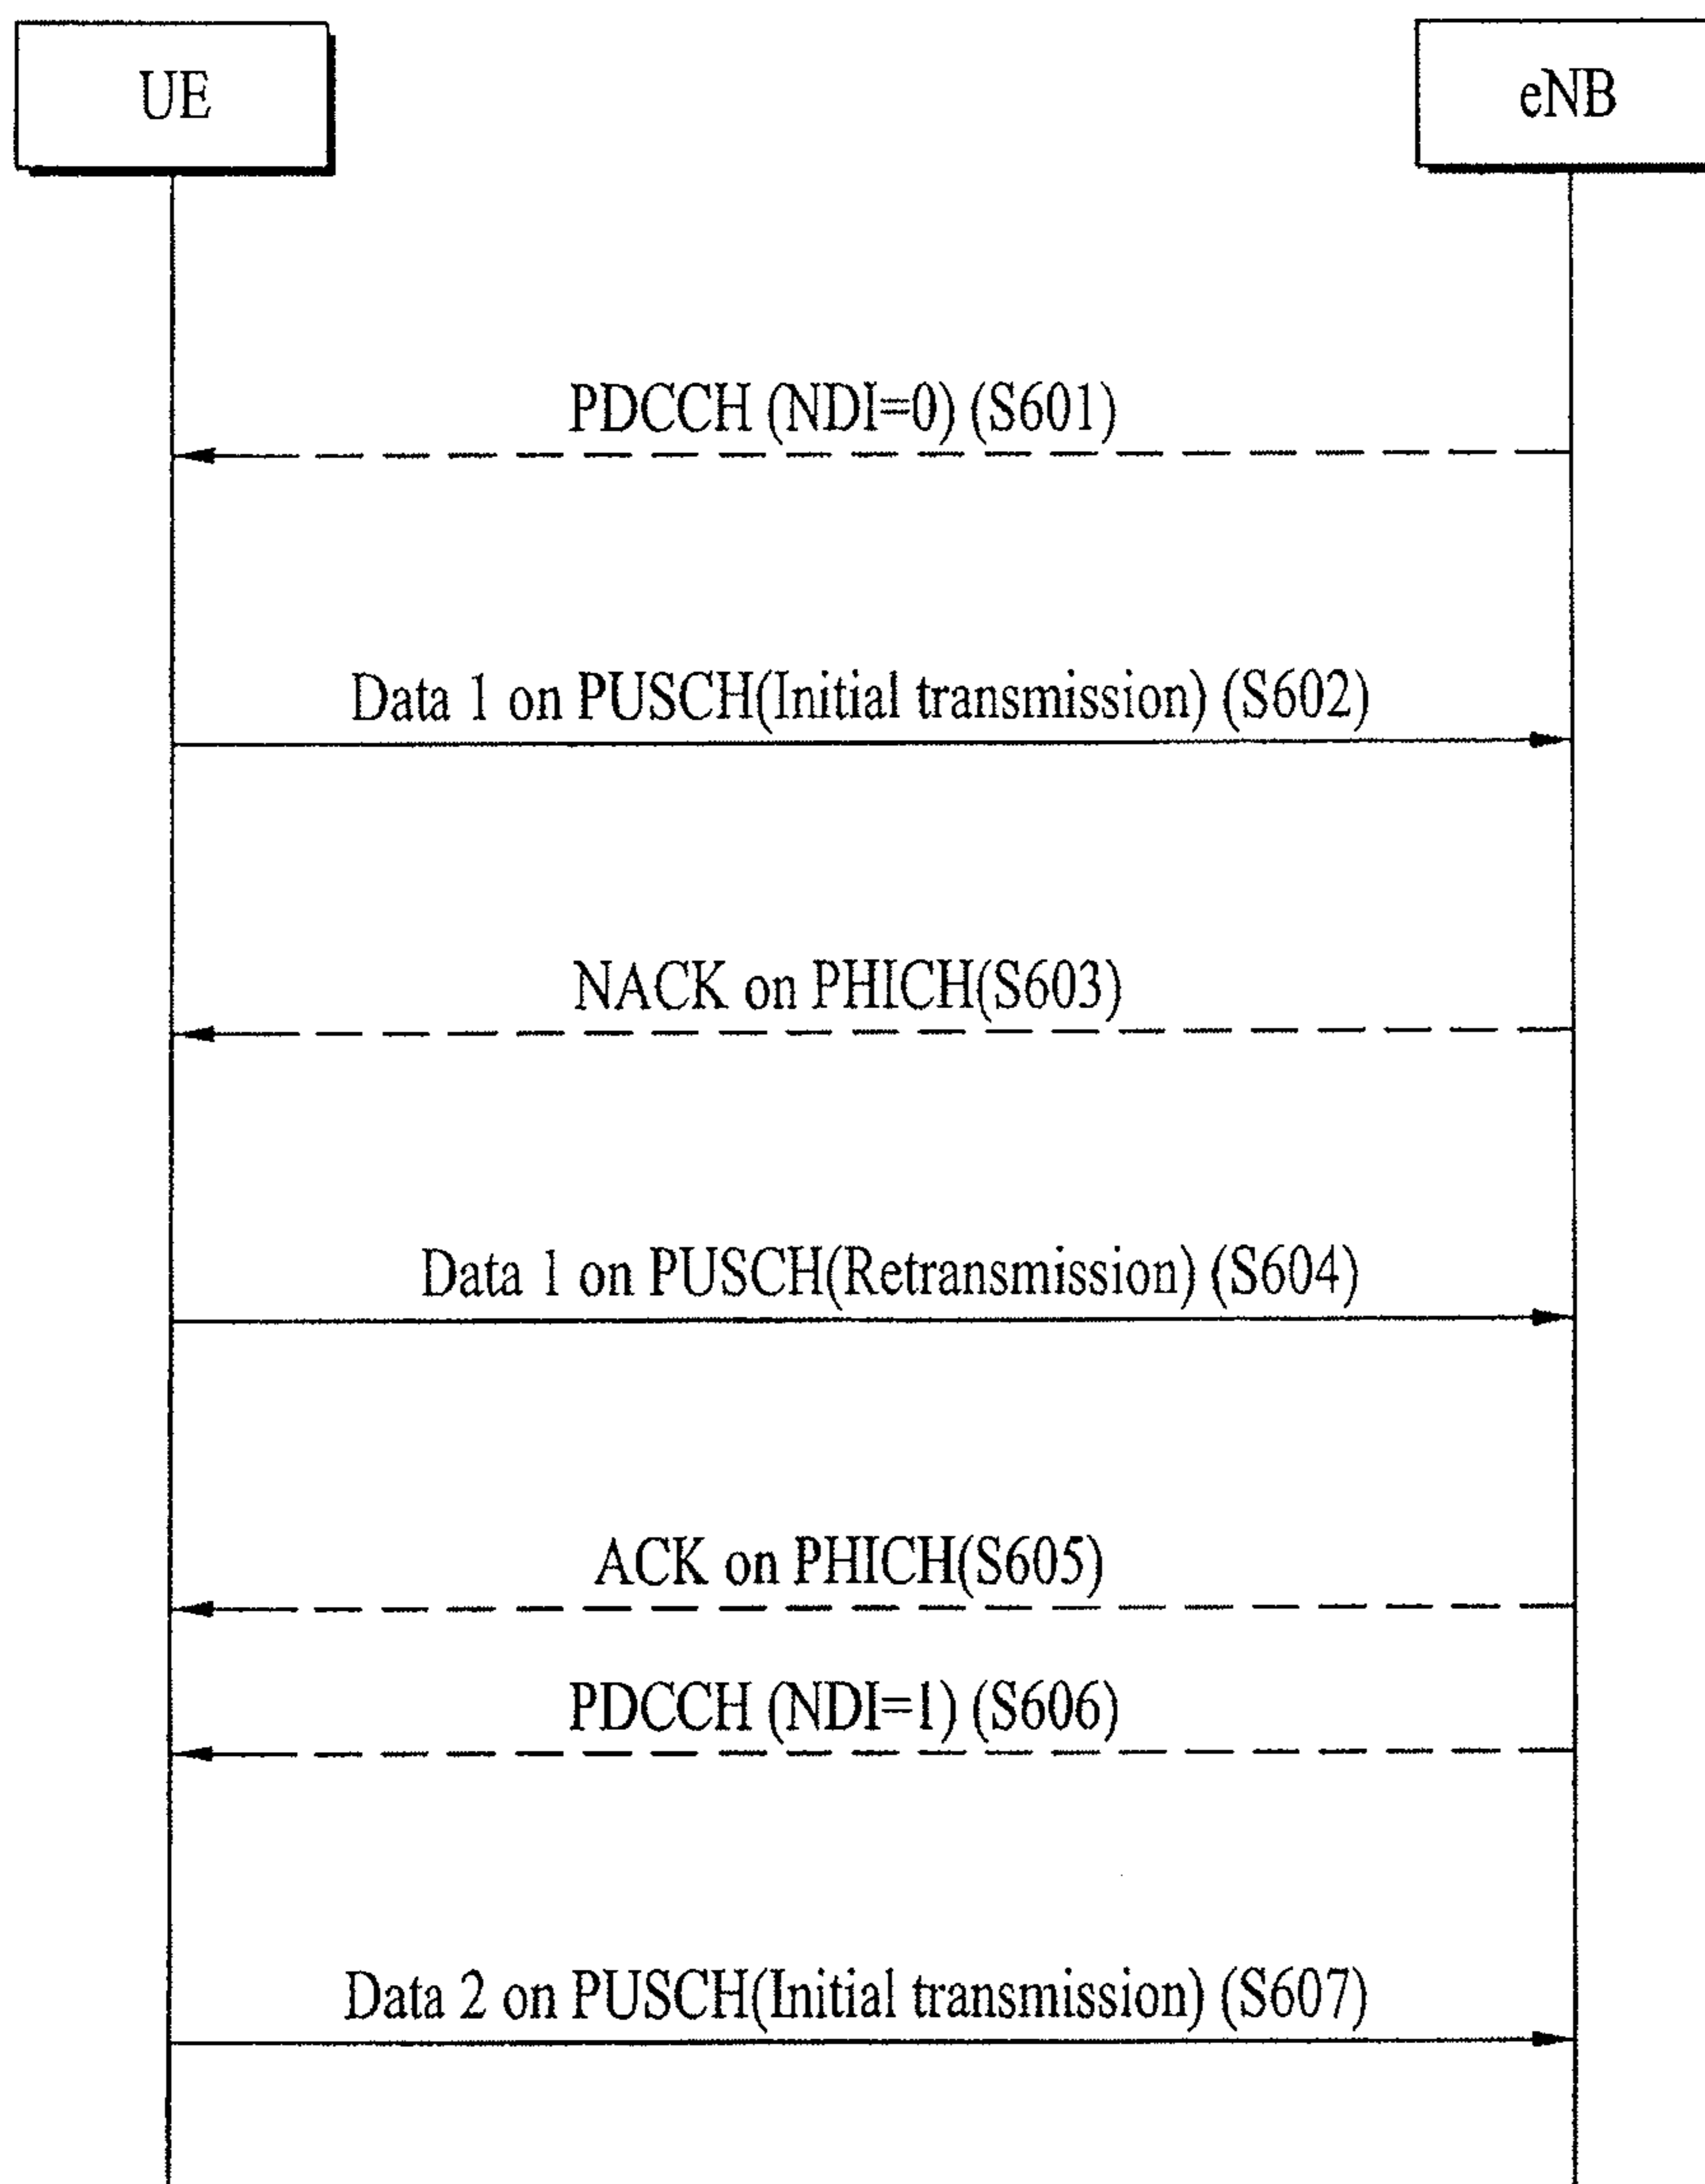 UE
eNB
PDCCH (NDI=0) (S601)
Data 1 on PUSCH(Initial transmission) (S602)
NACK on PHICH(S603)
Data 1 on PUSCH(Retransmission) (S604)
ACK on PHICH(S605)
PDCCH (NDI=1) (S606)
Data 2 on PUSCH(Initial transmission) (S607)